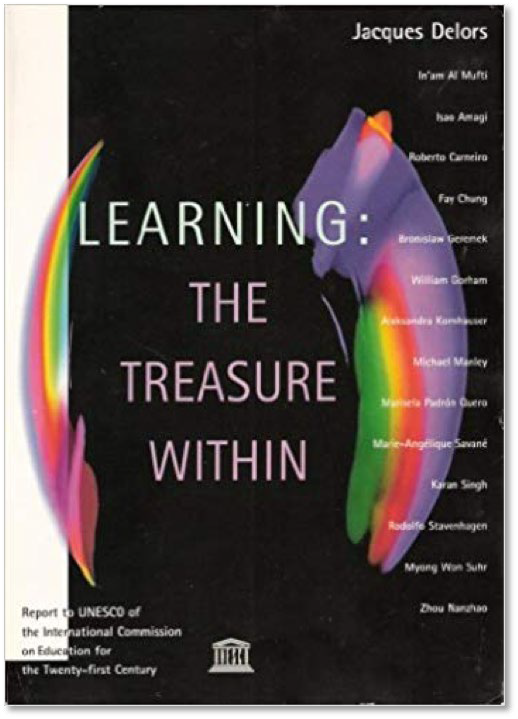 Jacques Delors
In'am Al Mufti
Isao Amagi
Roberto Carneiro
Fay Chung
Bronislaw Geremek
William Gorham
Aleksandra Kornhauser
Michael Manley
Marisela Padrón Quero
Marie-Angélique Savané
Karan Singh
Rodolfo Stavenhagen
Myong Won Suhr
Zhou Nanzhao
LEARNING:
THE
TREASURE
WITHIN
Report to UNESCO of
the International Commission
on Education for
the Twenty-first Century
UNESCO